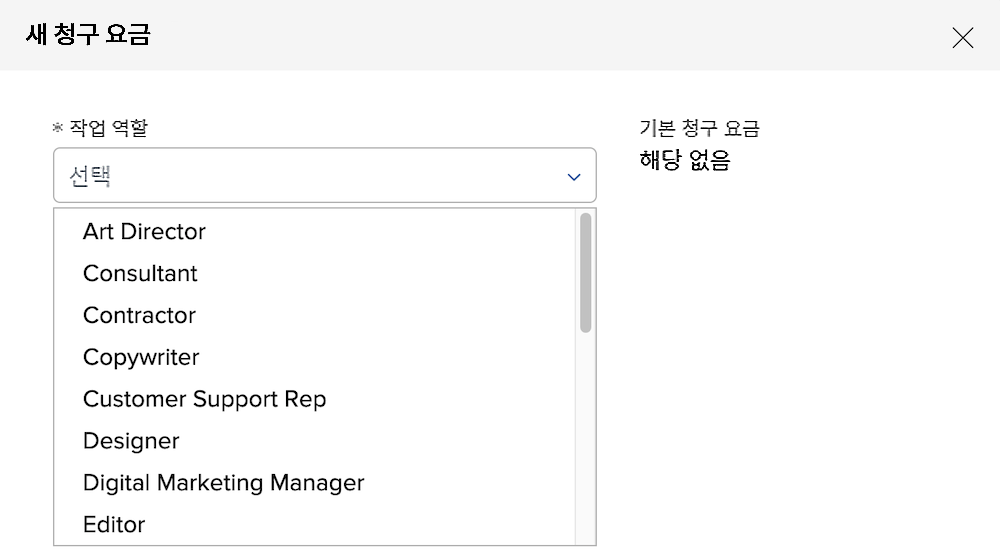 새 청구 요금
* 작업 역할
선택
기본 청구 요금
해당 없음
Art Director
Consultant
Contractor
Copywriter
Customer Support Rep
Designer
Digital Marketing Manager
Editor